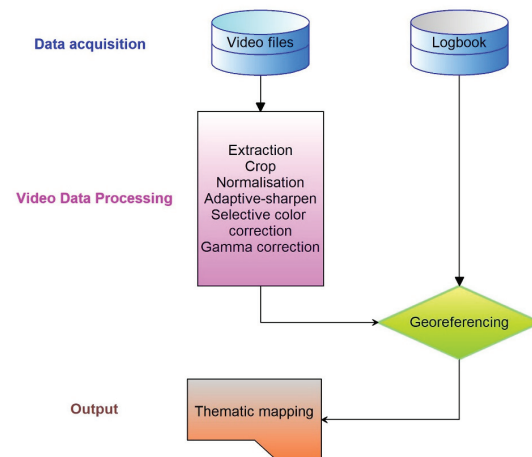 Data acquisition
Video files
Logbook
Video Data Processing
Extraction
Crop
Normalisation
Adaptive-sharpen
Selective color
correction
Gamma correction
Georeferencing
Output
Thematic mapping